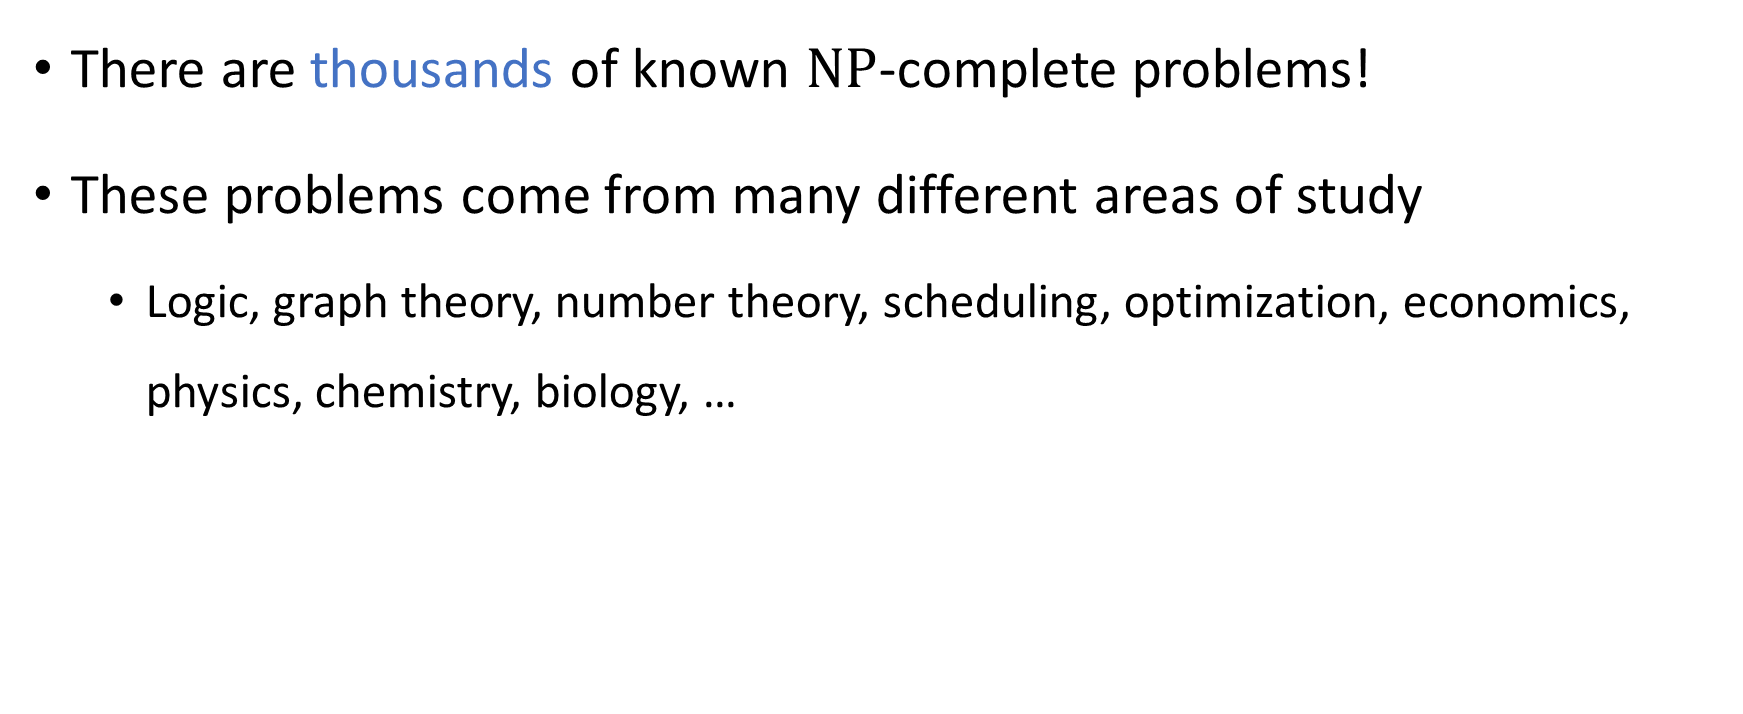 • There are thousands of known NP-complete problems!
• These problems come from many different areas of study
• Logic, graph theory, number theory, scheduling, optimization, economics,
physics, chemistry, biology, …